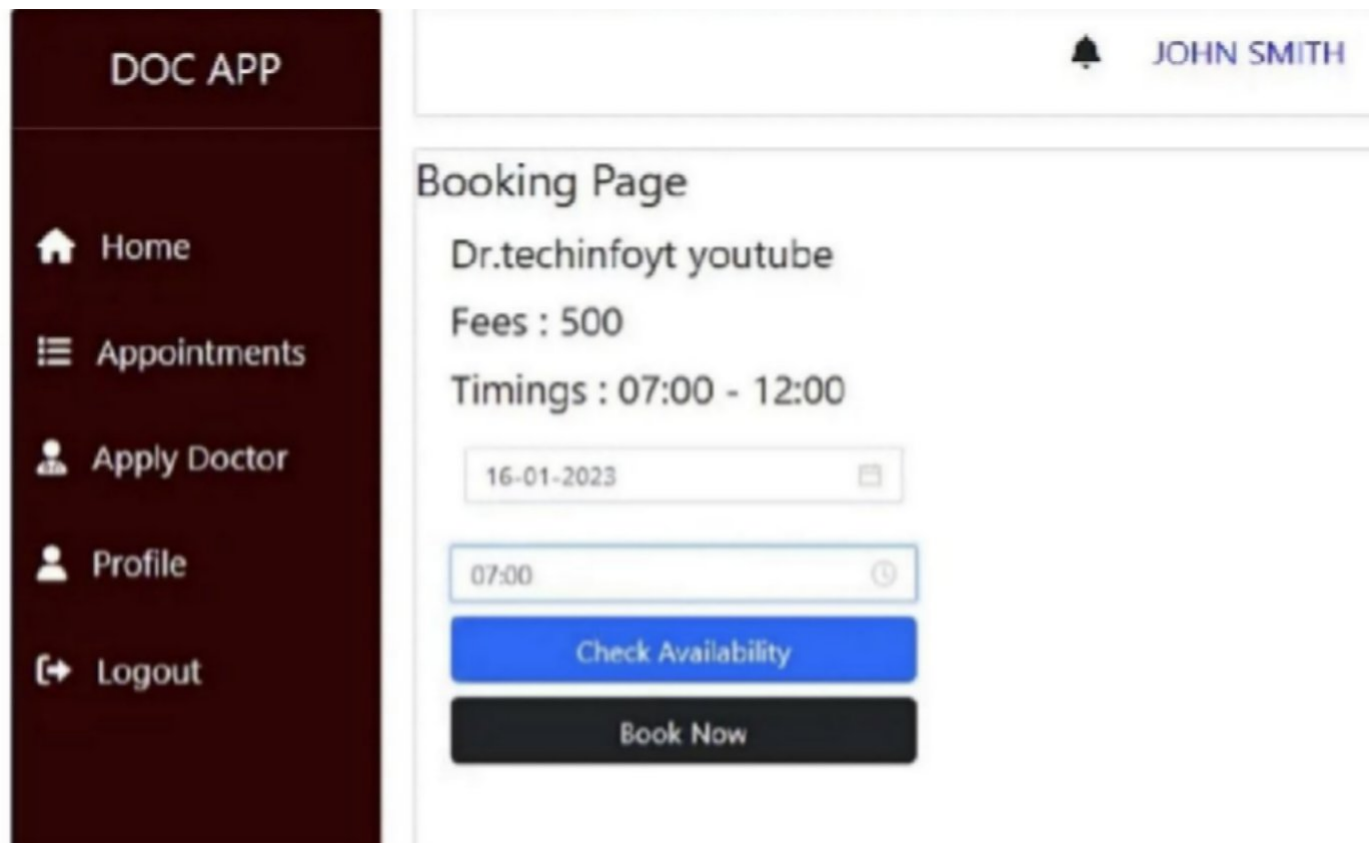 DOC APP
JOHN SMITH
Home
Appointments
Apply Doctor
Profile
Logout
Booking Page
Dr.techinfoyt youtube
Fees : 500
Timings : 07:00 - 12:00
16-01-2023
07:00
Check Availability
Book Now